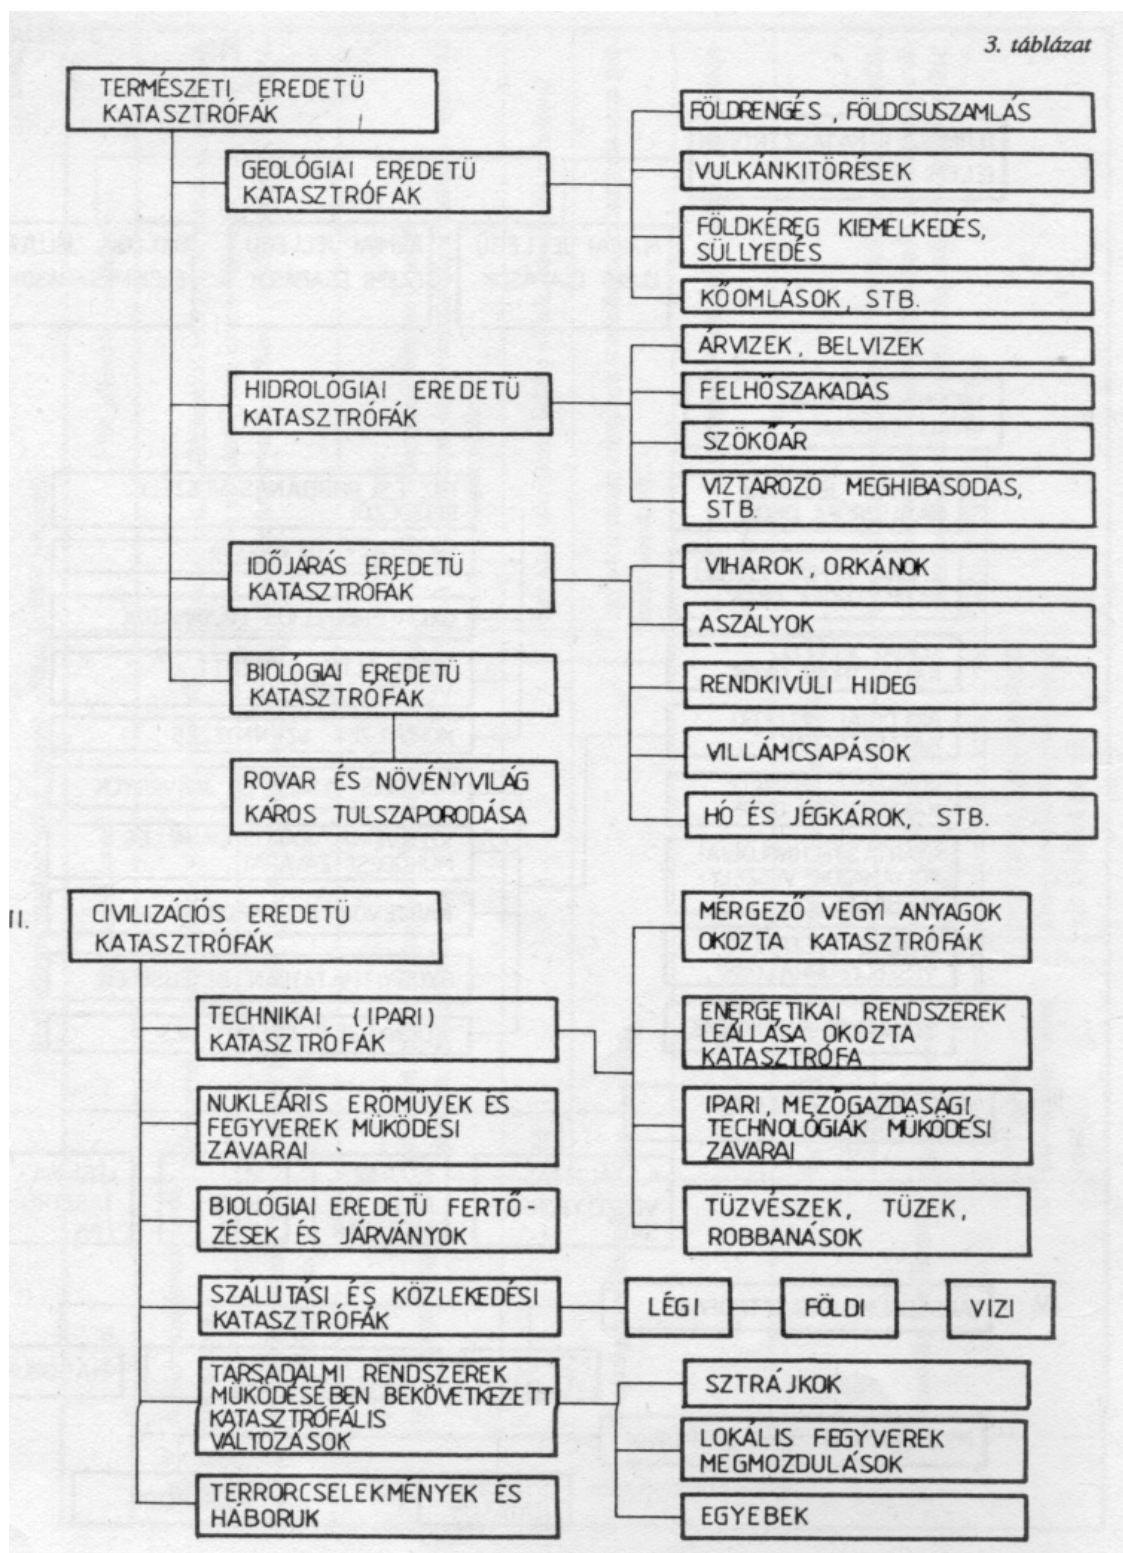 3. táblázat
TERMÉSZETI EREDETÜ
KATASZTRÓFÁK
GEOLÓGIAI EREDETÜ
KATASZTRÓFÁK
FÖLDRENGÉS, FÖLDCSUSZAMLÁS
VULKÁNKITÖRÉSEK
FÖLDKÉREG KIEMELKEDÉS,
SÜLLYEDÉS
KŐOMLÁSOK, STB.
HIDROLÓGIAI EREDETÜ
KATASZTRÓFÁK
ÁRVIZEK, BELVIZEK
FELHŐSZAKADÁS
SZÖKŐÁR
VIZTÁROZÓ MEGHIBÁSODÁS,
STB.
IDŐJÁRÁS EREDETÜ
KATASZTRÓFÁK
VIHAROK, ORKÁNOK
ASZÁLYOK
RENDKIVÜLI HIDEG
VILLÁMCSAPÁSOK
HÓ ÉS JÉGKÁROK, STB.
BIOLÓGIAI EREDETÜ
KATASZTRÓFÁK
ROVAR ÉS NÖVÉNYVILÁG
KÁROS TULSZAPORODÁSA
II.
CIVILIZÁCIÓS EREDETÜ
KATASZTRÓFÁK
TECHNIKAI (IPARI)
KATASZTRÓFÁK
MÉRGEZŐ VEGYI ANYAGOK
OKOZTA KATASZTRÓFÁK
ENERGETIKAI RENDSZEREK
LEÁLLÁSA OKOZTA
KATASZTRÓFA
IPARI, MEZŐGAZDASÁGI
TECHNOLÓGIÁK MÜKÖDÉSI
ZAVARAI
TÜZVÉSZEK, TÜZEK,
ROBBANÁSOK
NUKLEÁRIS ERÖMÜVEK ÉS
FEGYVEREK MÜKÖDÉSI
ZAVARAI
BIOLÓGIAI EREDETÜ FERTŐ-
ZÉSEK ÉS JÁRVÁNYOK
SZÁLLITÁSI ÉS KÖZLEKEDÉSI
KATASZTRÓFÁK
LÉGI
FÖLDI
VIZI
TÁRSADALMI RENDSZEREK
MÜKÖDÉSÉBEN BEKÖVETKEZETT
KATASZTRÓFÁLIS
VÁLTOZÁSOK
SZTRÁJKOK
LOKÁLIS FEGYVEREK
MEGMOZDULÁSOK
EGYEBEK
TERRORCSELEKMÉNYEK ÉS
HÁBORUK